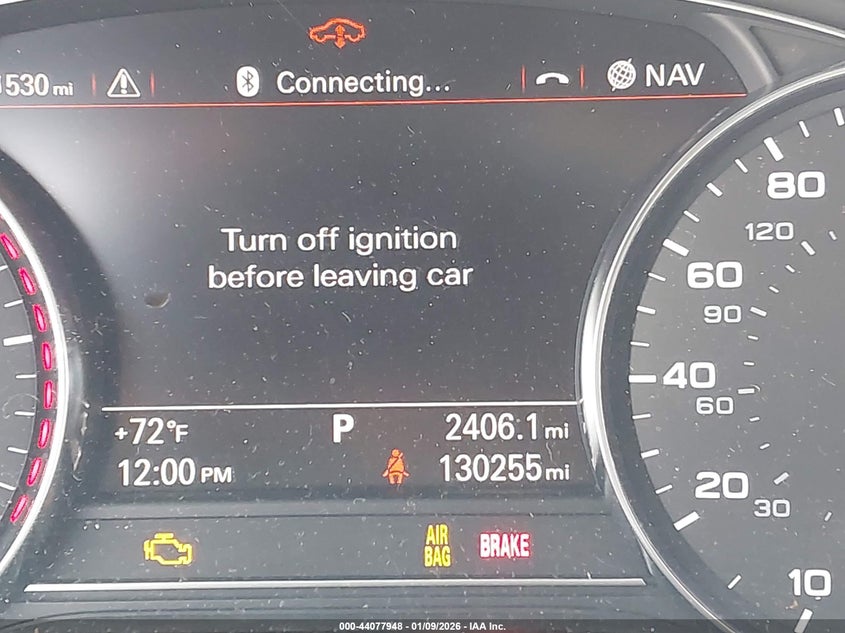 530 mi
Connecting...
NAV
Turn off ignition
before leaving car
+72°F
P
2406.1 mi
12:00 PM
130255 mi
AIR
BAG
BRAKE
80
120
60
90
40
60
20
30
10
000-44077948 - 01/09/2026 - IAA Inc.